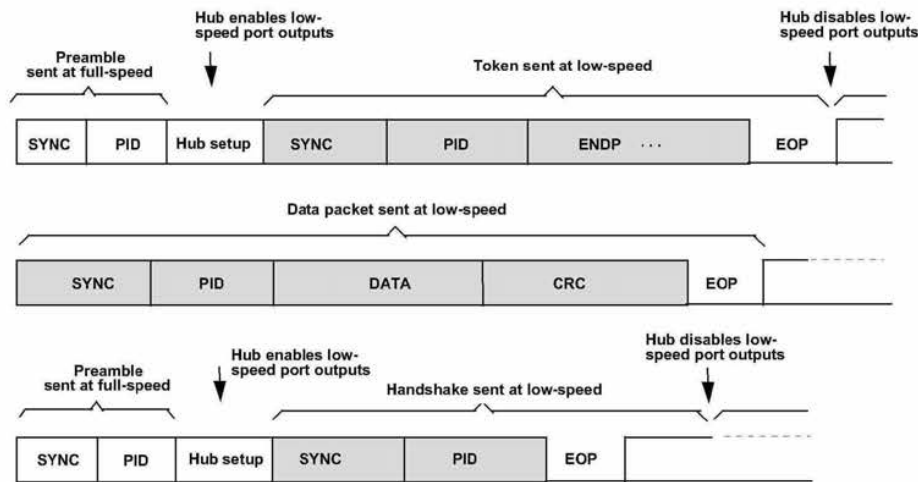 Hub enables low-
speed port outputs
Hub disables low-
speed port outputs
Preamble
sent at full-speed
Token sent at low-speed
SYNC PID Hub setup SYNC PID ENDP ... EOP
Data packet sent at low-speed
SYNC PID DATA CRC EOP
Hub enables low-
speed port outputs
Hub disables low-
speed port outputs
Preamble
sent at full-speed
Handshake sent at low-speed
SYNC PID Hub setup SYNC PID EOP